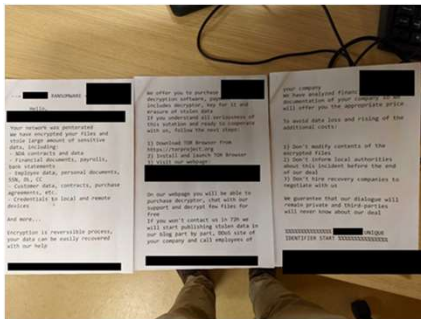 RANSOMWARE
Hello,
Your network was pentorated
We have encrypted your files and
stole large amount of sensitive
data, including:
- NDA contracts and data
- Financial documents, payrolls,
bank statements
- Employee data, personal documents,
SSN, DL, CC
- Customer data, contracts, purchase
agreements, etc.
- Credentials to local and remote
devices
And more...
Encryption is reversible process,
your data can be easily recovered
with our help
We offer you to purchase
decryption software, pay
includes decryptor, key for it and
erasure of stolen data
If you understand all seriousness of
this sutation and ready to cooperate
with us, follow the next steps:
1) Download TOR Browser from
https://torproject.org
2) Install and launch TOR Browser
3) Visit our webpage:
On our webpage you will be able to
purchase decryptor, chat with our
support and decrypt few files for
free
If you won't contact us in 72h we
will start publishing stolen data in
our blog part by part, DDoS site of
your company and call employees of
your company
We have analyzed financ
documentation of your company so we
will offer you the appropriate price
To avoid data loss and rising of the
additional costs:
1) Don't modify contents of the
encrypted files
2) Don't inform local authorities
about this incident before the end
of our deal
3) Don't hire recovery companies to
negotiate with us
We guarantee that our dialogue will
remain private and third-parties
will never know about our deal
UNIQUE
IDENTIFIER START